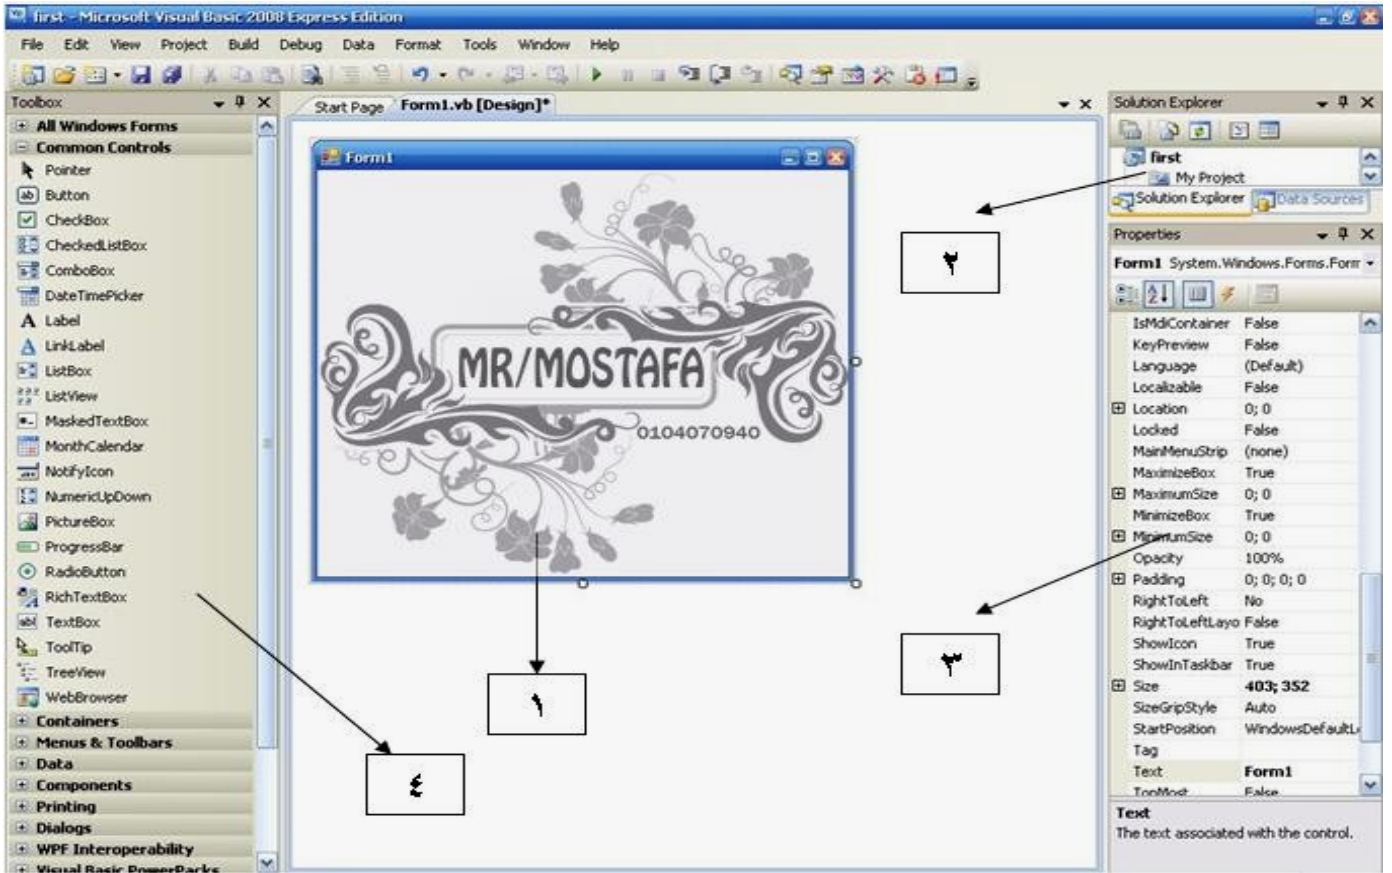 first - Microsoft Visual Basic 2008 Express Edition
File Edit View Project Build Debug Data Format Tools Window Help
Toolbox
All Windows Forms
Common Controls
Pointer
Button
CheckBox
CheckedListBox
ComboBox
DateTimePicker
Label
LinkLabel
ListBox
ListView
MaskedTextBox
MonthCalendar
NotifyIcon
NumericUpDown
PictureBox
ProgressBar
RadioButton
RichTextBox
TextBox
ToolTip
TreeView
WebBrowser
Containers
Menus & Toolbars
Data
Components
Printing
Dialogs
WPF Interoperability
Visual Basic PowerPacks
Start Page Form1.vb [Design]*
Form1
MR/MOSTAFA
0104070940
١
٢
٣
٤
Solution Explorer
first
My Project
Solution Explorer Data Sources
Properties
Form1 System.Windows.Forms.Form
IsMdiContainer False
KeyPreview False
Language (Default)
Localizable False
Location 0; 0
Locked False
MainMenuStrip (none)
MaximizeBox True
MaximumSize 0; 0
MinimizeBox True
MinimumSize 0; 0
Opacity 100%
Padding 0; 0; 0; 0
RightToLeft No
RightToLeftLayo False
ShowIcon True
ShowInTaskbar True
Size 403; 352
SizeGripStyle Auto
StartPosition WindowsDefaultL
Tag
Text Form1
TopMost False
Text
The text associated with the control.